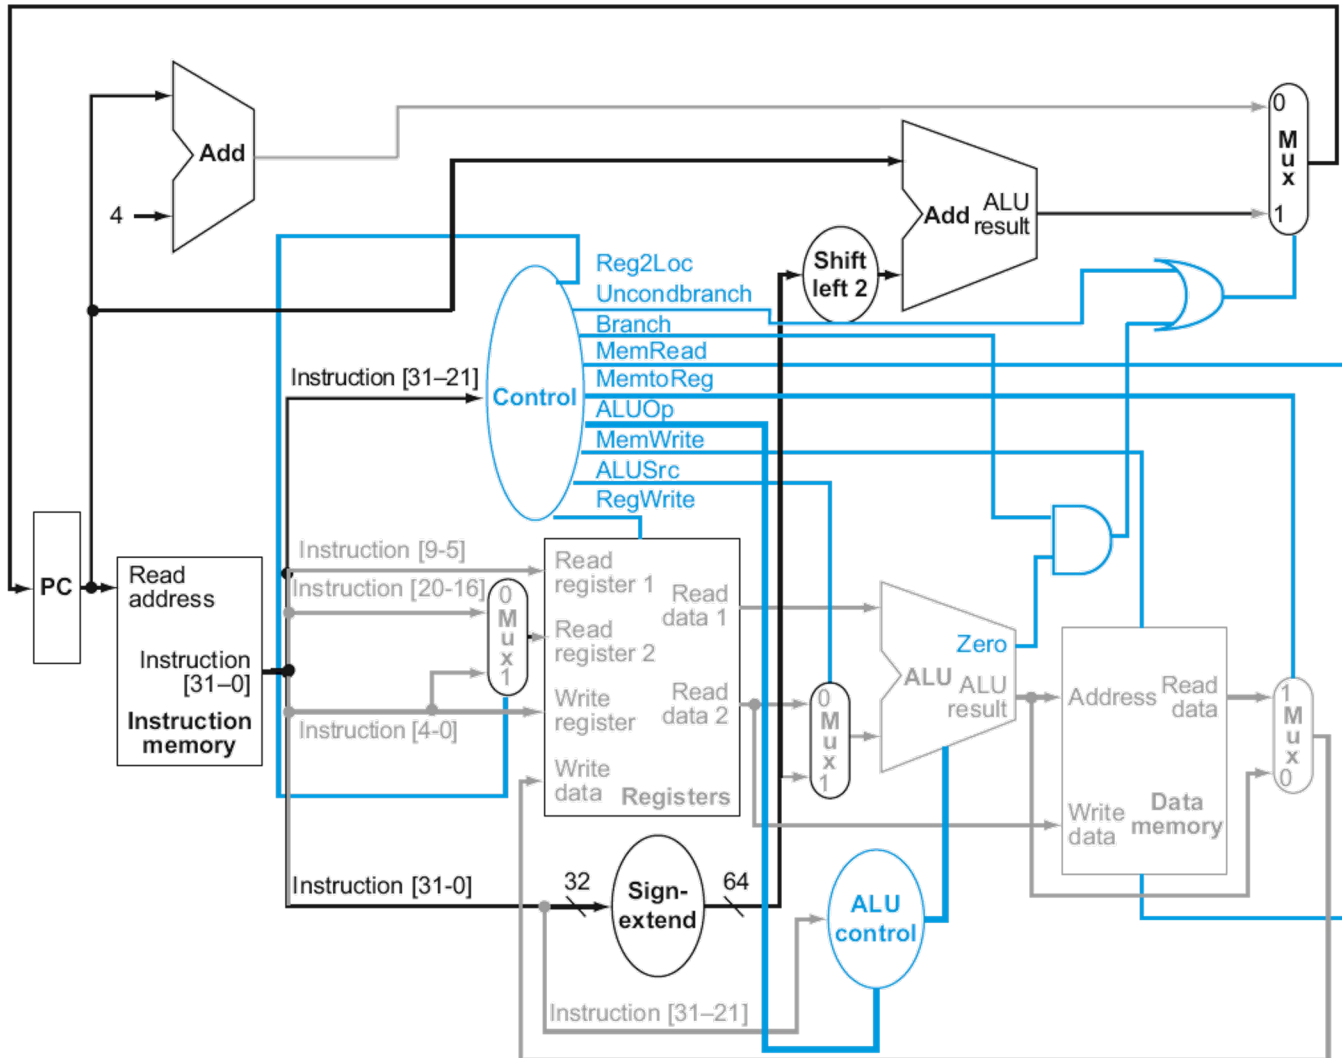 0
M
u
x
1
Add
4
Add
ALU
result
Shift
left 2
Reg2Loc
Uncondbranch
Branch
MemRead
MemtoReg
ALUOp
MemWrite
ALUSrc
RegWrite
Control
Instruction [31–21]
PC
Read
address
Instruction
[31–0]
Instruction
memory
Instruction [9-5]
Instruction [20-16]
Instruction [4-0]
0
M
u
x
1
Read
register 1
Read
register 2
Write
register
Write
data
Read
data 1
Read
data 2
Registers
0
M
u
x
1
Zero
ALU
ALU
result
Address
Read
data
Write
data
Data
memory
1
M
u
x
0
Instruction [31-0]
32
Sign-
extend
64
ALU
control
Instruction [31–21]